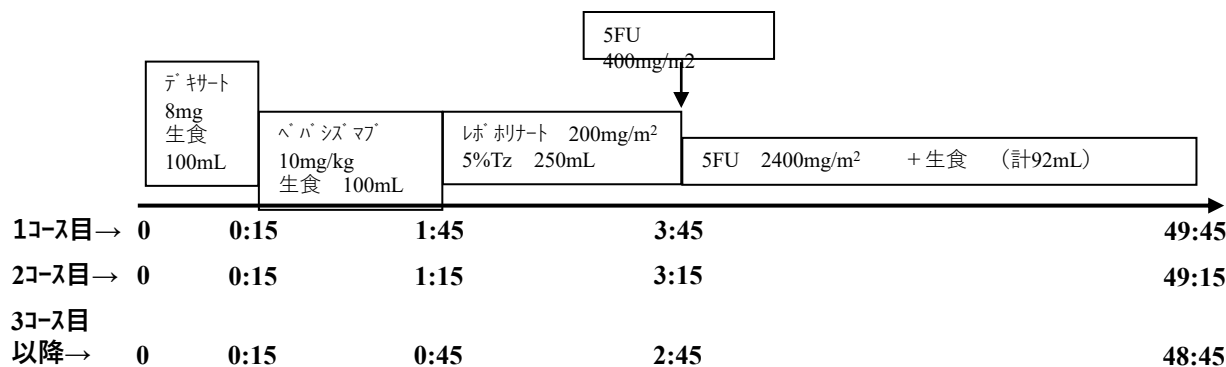 5FU
400mg/m2
ﾃﾞｷｻｰﾄ
8mg
生食
100mL
ﾍﾞﾊﾞｼｽﾞﾏﾌﾞ
10mg/kg
生食　100mL
ﾚﾎﾞﾎﾘﾅｰﾄ　200mg/m²
5%Tz　250mL
5FU　2400mg/m²　　＋生食　（計92mL）
1ｺｰｽ目→ 0 0:15 1:45 3:45 49:45
2ｺｰｽ目→ 0 0:15 1:15 3:15 49:15
3ｺｰｽ目
以降→ 0 0:15 0:45 2:45 48:45